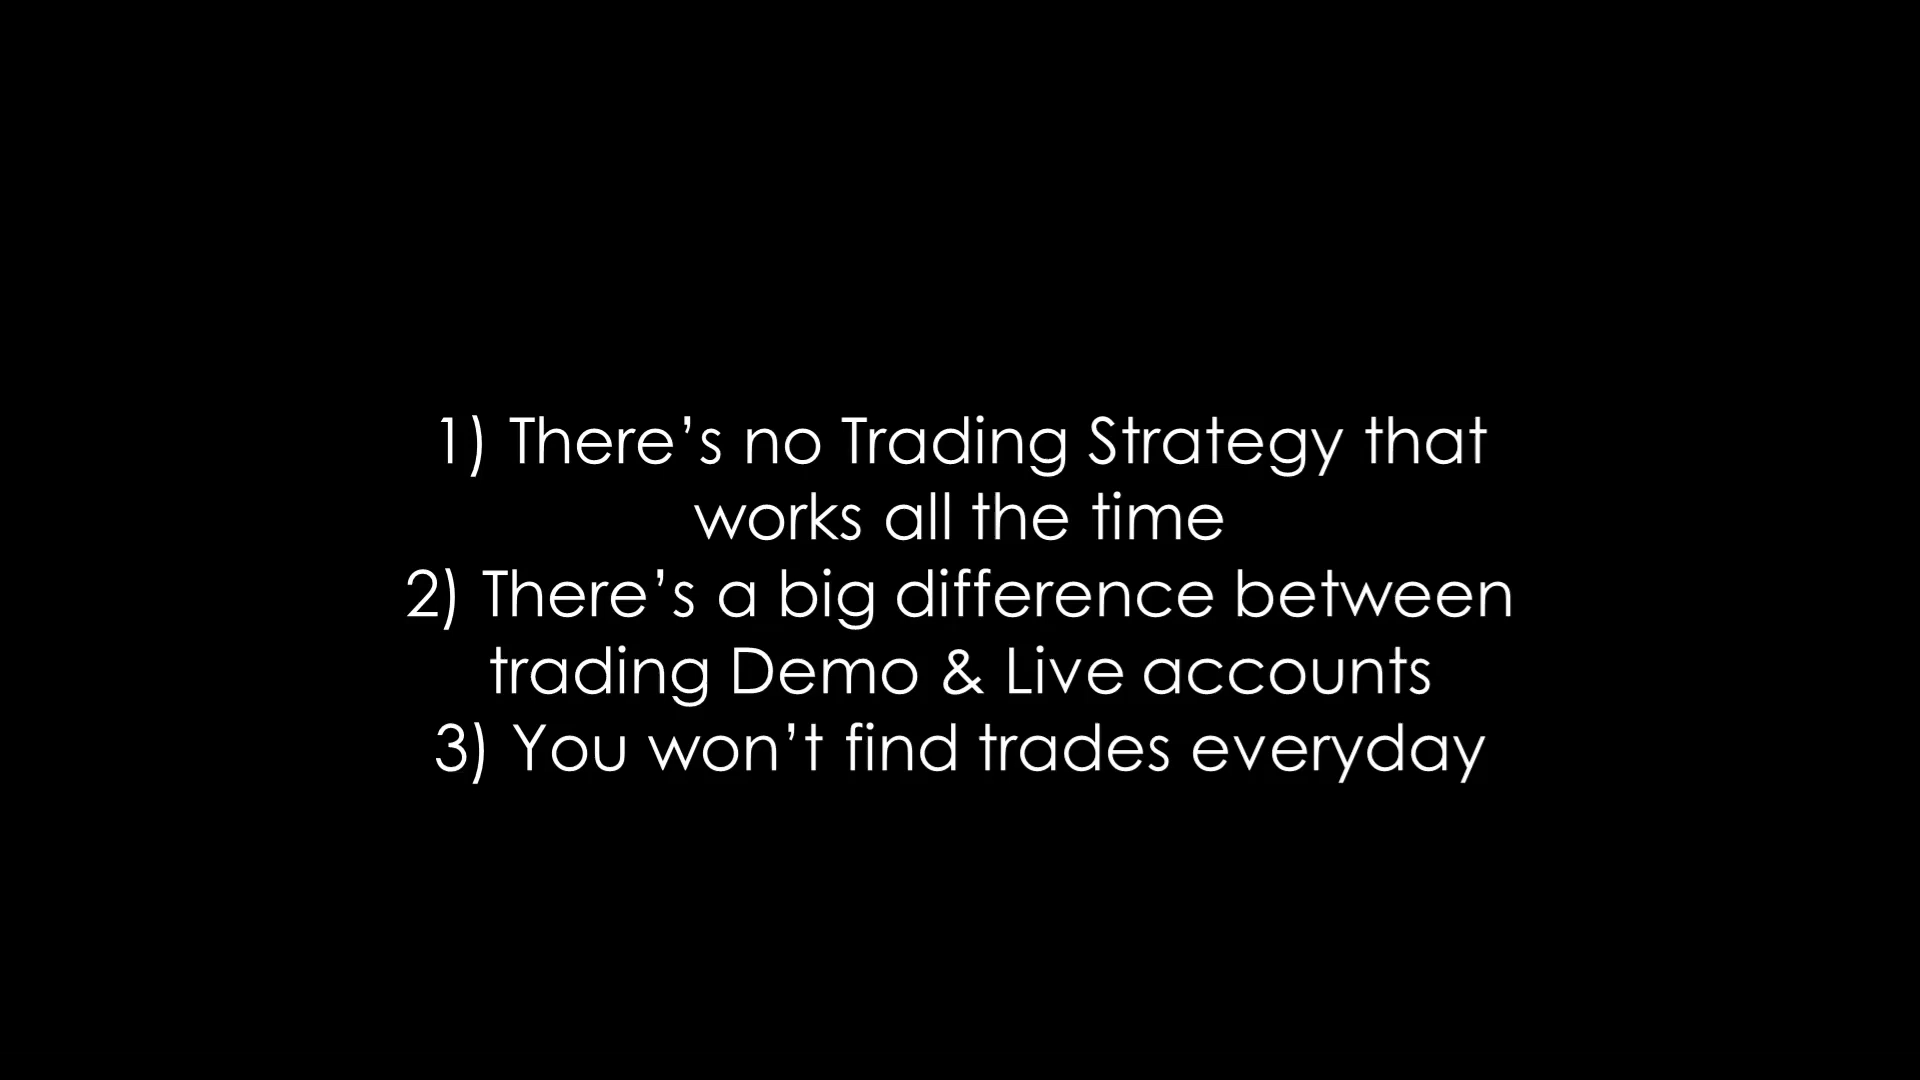 1) There’s no Trading Strategy that
works all the time
2) There’s a big difference between
trading Demo & Live accounts
3) You won’t find trades everyday